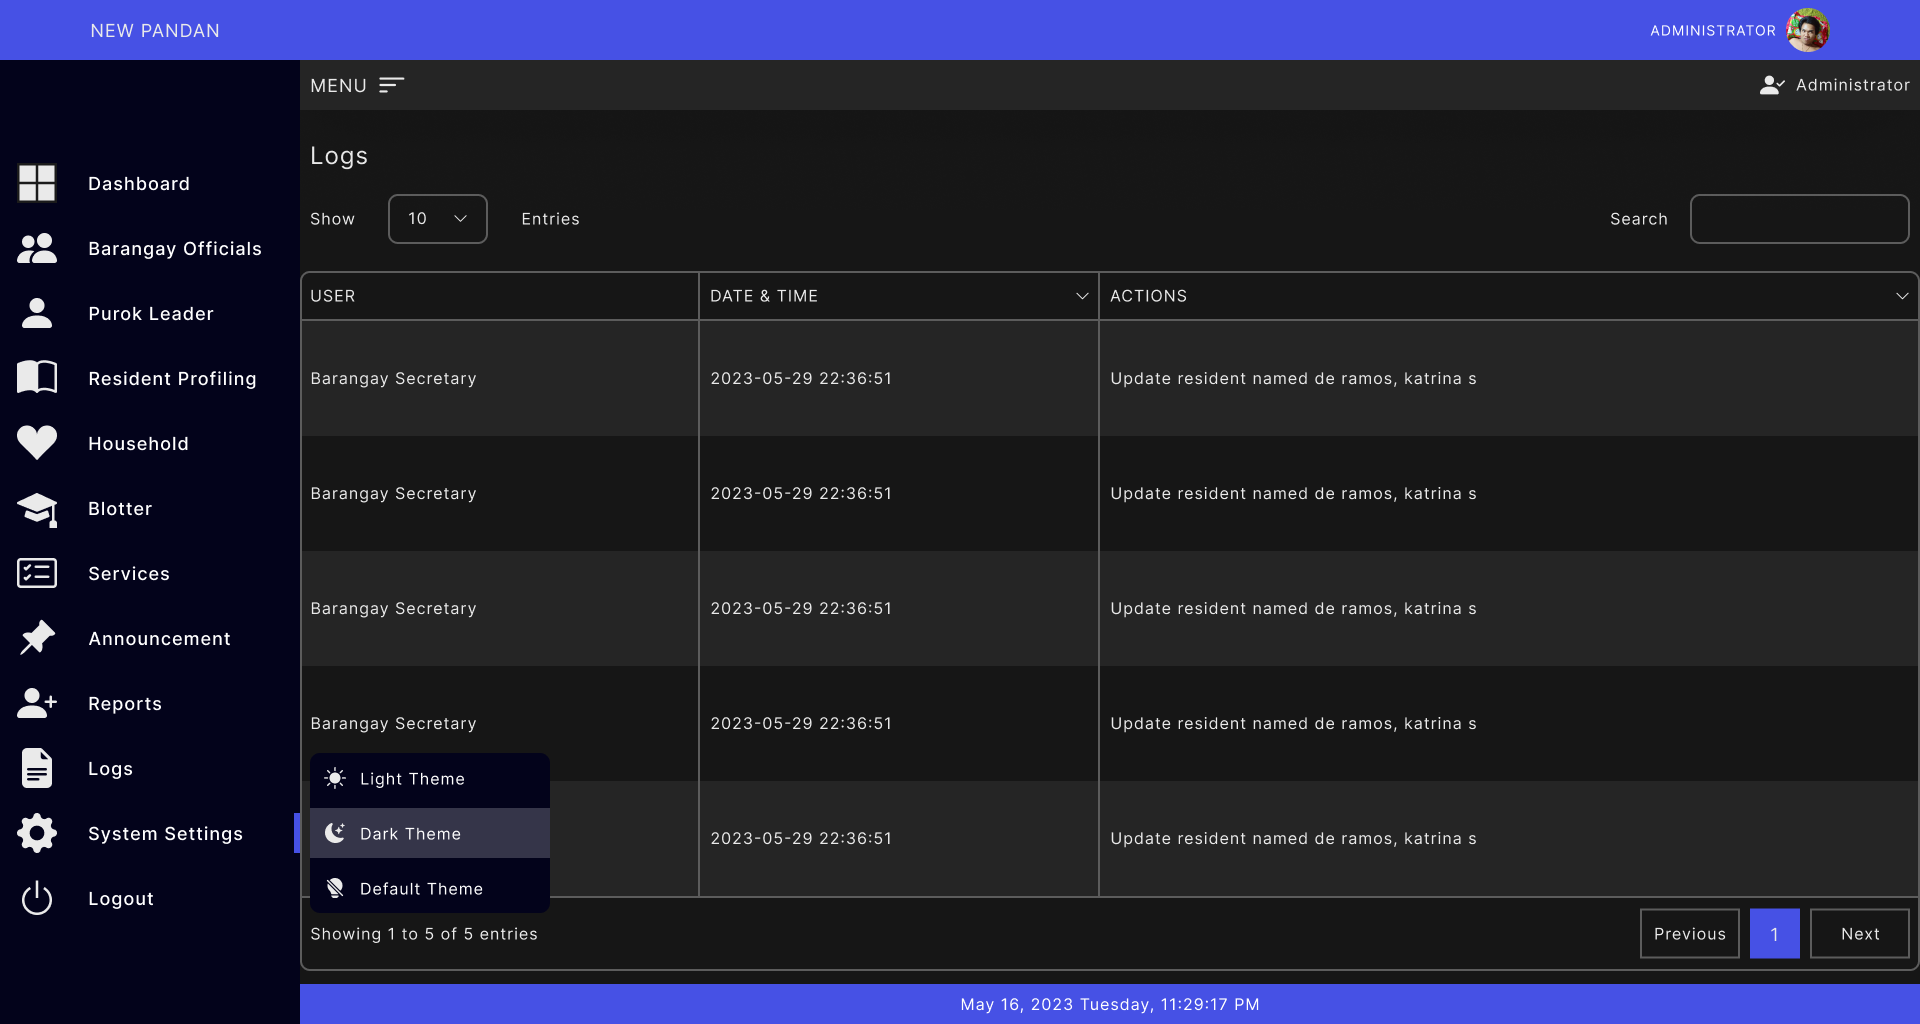 NEW PANDAN
ADMINISTRATOR
MENU
Administrator
Dashboard
Barangay Officials
Purok Leader
Resident Profiling
Household
Blotter
Services
Announcement
Reports
Logs
System Settings
Logout
Logs
Show 10 Entries
Search
USER DATE & TIME ACTIONS
Barangay Secretary 2023-05-29 22:36:51 Update resident named de ramos, katrina s
Barangay Secretary 2023-05-29 22:36:51 Update resident named de ramos, katrina s
Barangay Secretary 2023-05-29 22:36:51 Update resident named de ramos, katrina s
Barangay Secretary 2023-05-29 22:36:51 Update resident named de ramos, katrina s
2023-05-29 22:36:51 Update resident named de ramos, katrina s
Light Theme
Dark Theme
Default Theme
Showing 1 to 5 of 5 entries
Previous 1 Next
May 16, 2023 Tuesday, 11:29:17 PM